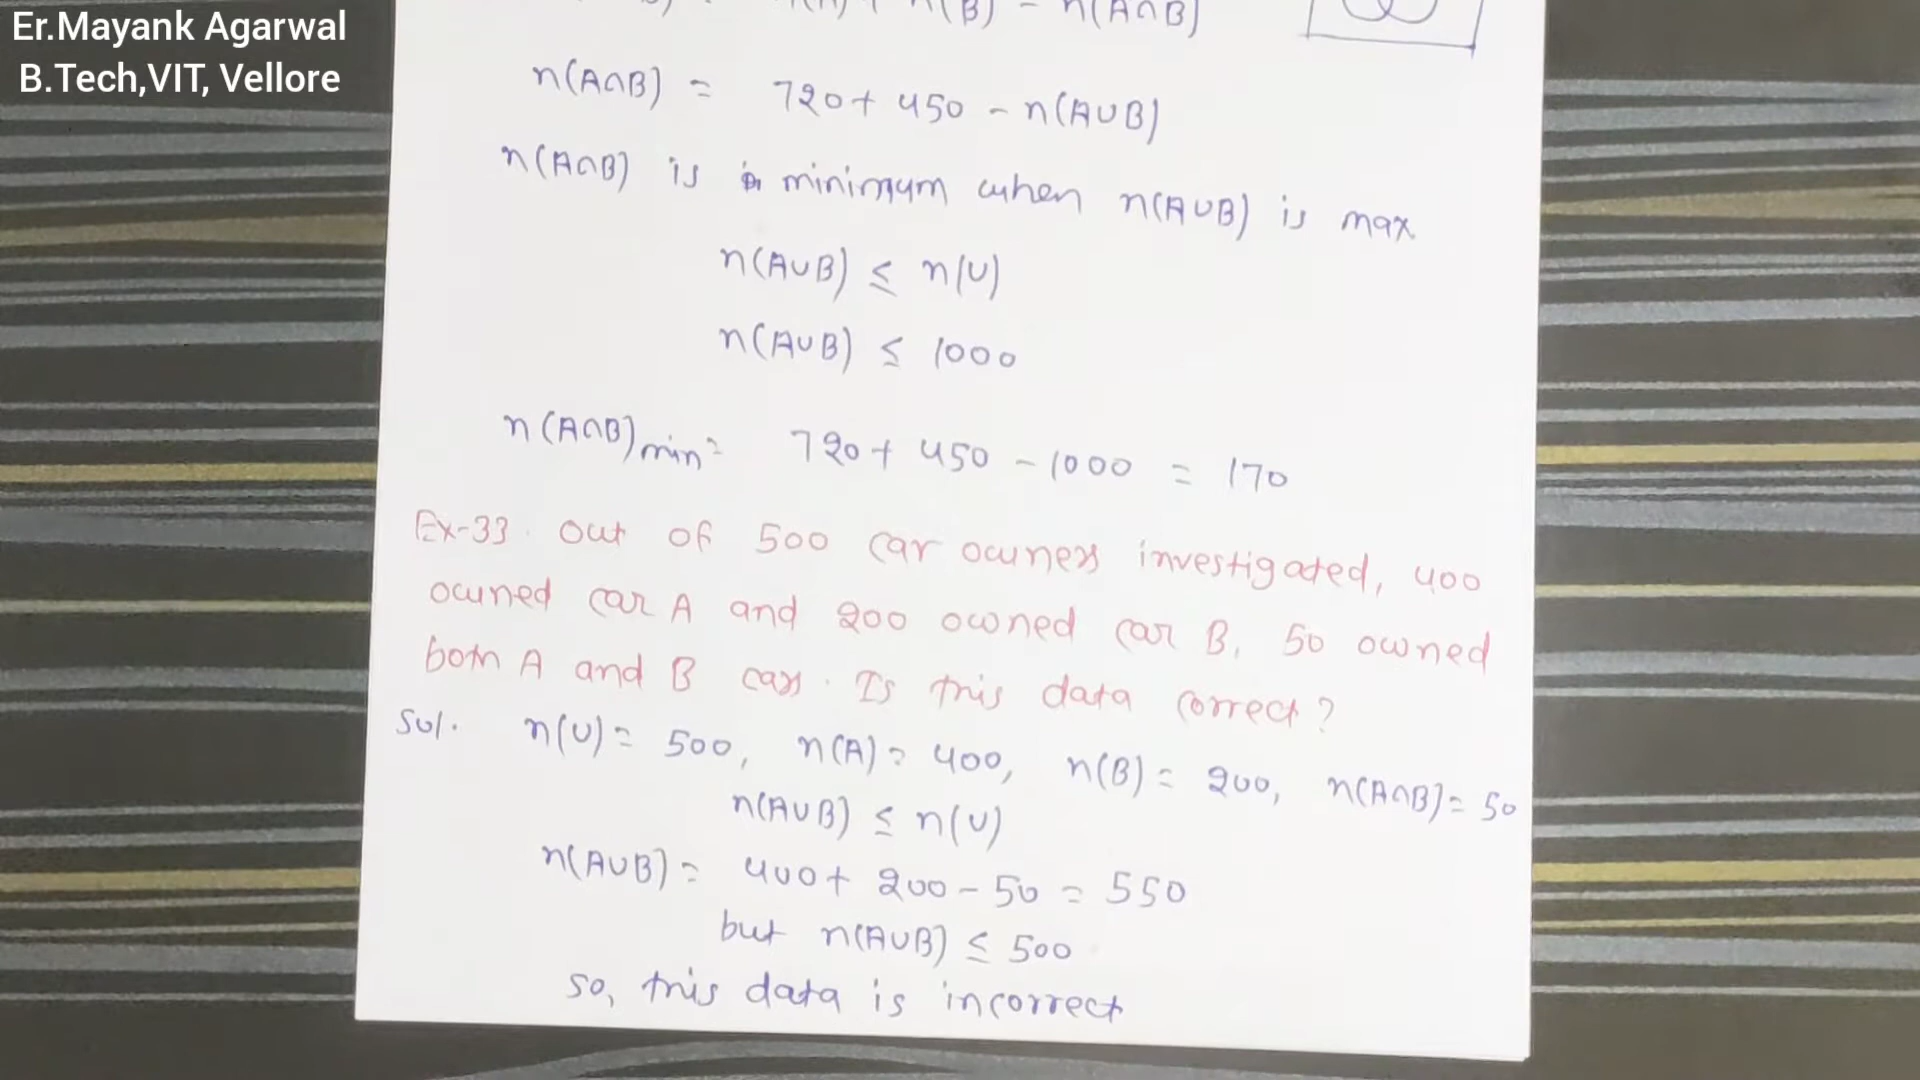 Er.Mayank Agarwal
B.Tech,VIT, Vellore
n(B) - n(A∩B)
n(A∩B) = 720+ 450 - n(A∪B)
n(A∩B) is minimum when n(A∪B) is max
n(A∪B) ≤ n(U)
n(A∪B) ≤ 1000
n(A∩B)min = 720+ 450 - 1000 = 170
Ex-33. Out of 500 car owners investigated, 400
owned car A and 200 owned car B, 50 owned
both A and B cars. Is this data correct?
Sol. n(U) = 500, n(A) = 400, n(B) = 200, n(A∩B) = 50
n(A∪B) ≤ n(U)
n(A∪B) = 400+ 200 - 50 = 550
but n(A∪B) ≤ 500
So, this data is incorrect